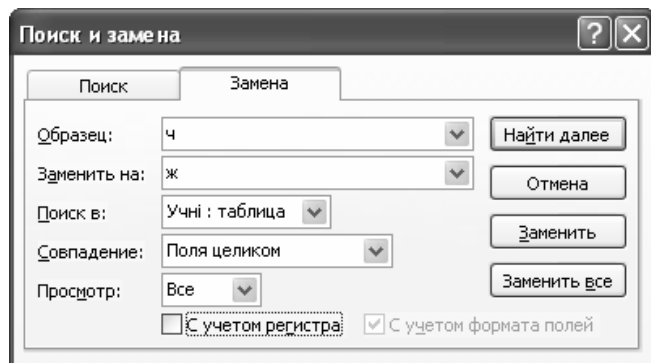 Поиск и замена
Поиск Замена
Образец: ч Найти далее
Заменить на: ж Отмена
Поиск в: Учні : таблица Заменить
Совпадение: Поля целиком
Просмотр: Все Заменить все
С учетом регистра С учетом формата полей